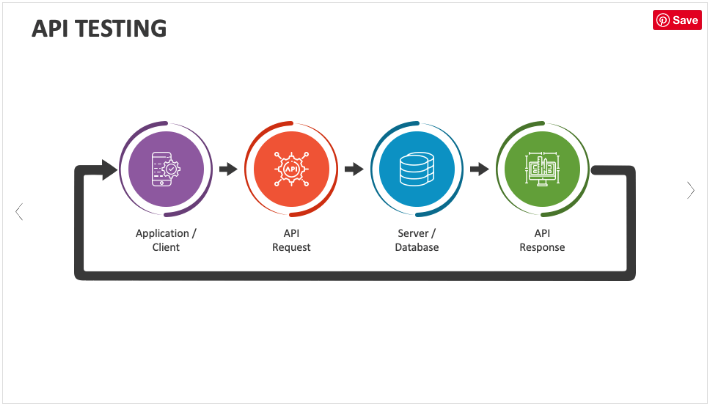 API TESTING
Save
API
Application /
Client
API
Request
Server /
Database
API
Response